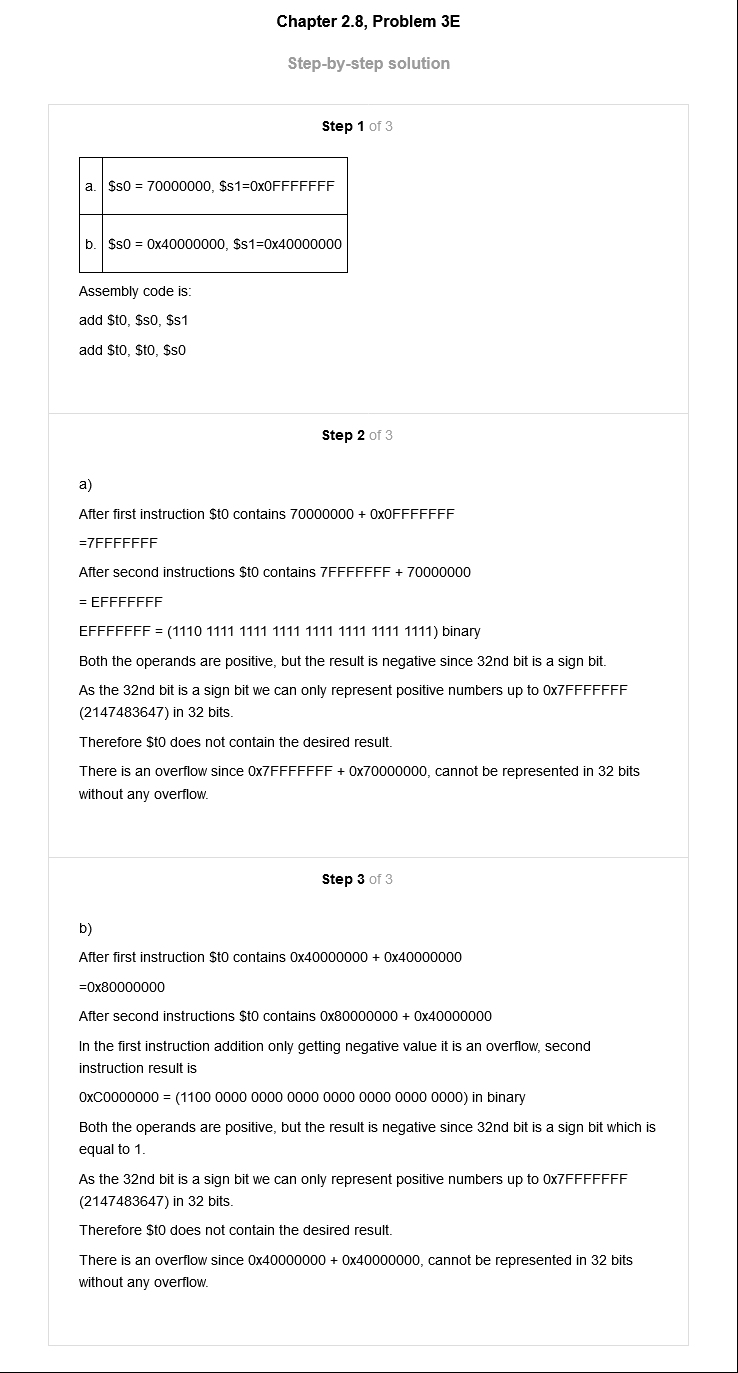 Chapter 2.8, Problem 3E
Step-by-step solution
Step 1 of 3
a. $s0 = 70000000, $s1=0x0FFFFFFF
b. $s0 = 0x40000000, $s1=0x40000000
Assembly code is:
add $t0, $s0, $s1
add $t0, $t0, $s0
Step 2 of 3
a)
After first instruction $t0 contains 70000000 + 0x0FFFFFFF
=7FFFFFFF
After second instructions $t0 contains 7FFFFFFF + 70000000
= EFFFFFFF
EFFFFFFF = (1110 1111 1111 1111 1111 1111 1111 1111) binary
Both the operands are positive, but the result is negative since 32nd bit is a sign bit.
As the 32nd bit is a sign bit we can only represent positive numbers up to 0x7FFFFFFF
(2147483647) in 32 bits.
Therefore $t0 does not contain the desired result.
There is an overflow since 0x7FFFFFFF + 0x70000000, cannot be represented in 32 bits
without any overflow.
Step 3 of 3
b)
After first instruction $t0 contains 0x40000000 + 0x40000000
=0x80000000
After second instructions $t0 contains 0x80000000 + 0x40000000
In the first instruction addition only getting negative value it is an overflow, second
instruction result is
0xC0000000 = (1100 0000 0000 0000 0000 0000 0000 0000) in binary
Both the operands are positive, but the result is negative since 32nd bit is a sign bit which is
equal to 1.
As the 32nd bit is a sign bit we can only represent positive numbers up to 0x7FFFFFFF
(2147483647) in 32 bits.
Therefore $t0 does not contain the desired result.
There is an overflow since 0x40000000 + 0x40000000, cannot be represented in 32 bits
without any overflow.